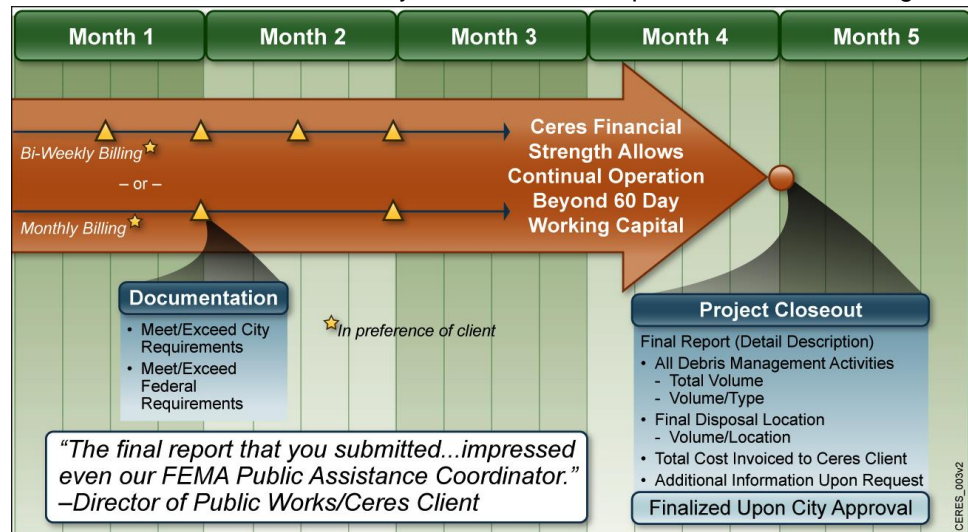 Month 1
Month 2
Month 3
Month 4
Month 5
Bi-Weekly Billing
– or –
Monthly Billing
Ceres Financial
Strength Allows
Continual Operation
Beyond 60 Day
Working Capital
Documentation
• Meet/Exceed City
Requirements
• Meet/Exceed
Federal
Requirements
In preference of client
Project Closeout
Final Report (Detail Description)
• All Debris Management Activities
- Total Volume
- Volume/Type
• Final Disposal Location
- Volume/Location
• Total Cost Invoiced to Ceres Client
• Additional Information Upon Request
Finalized Upon City Approval
“The final report that you submitted...impressed
even our FEMA Public Assistance Coordinator.”
–Director of Public Works/Ceres Client
CERES_003v2